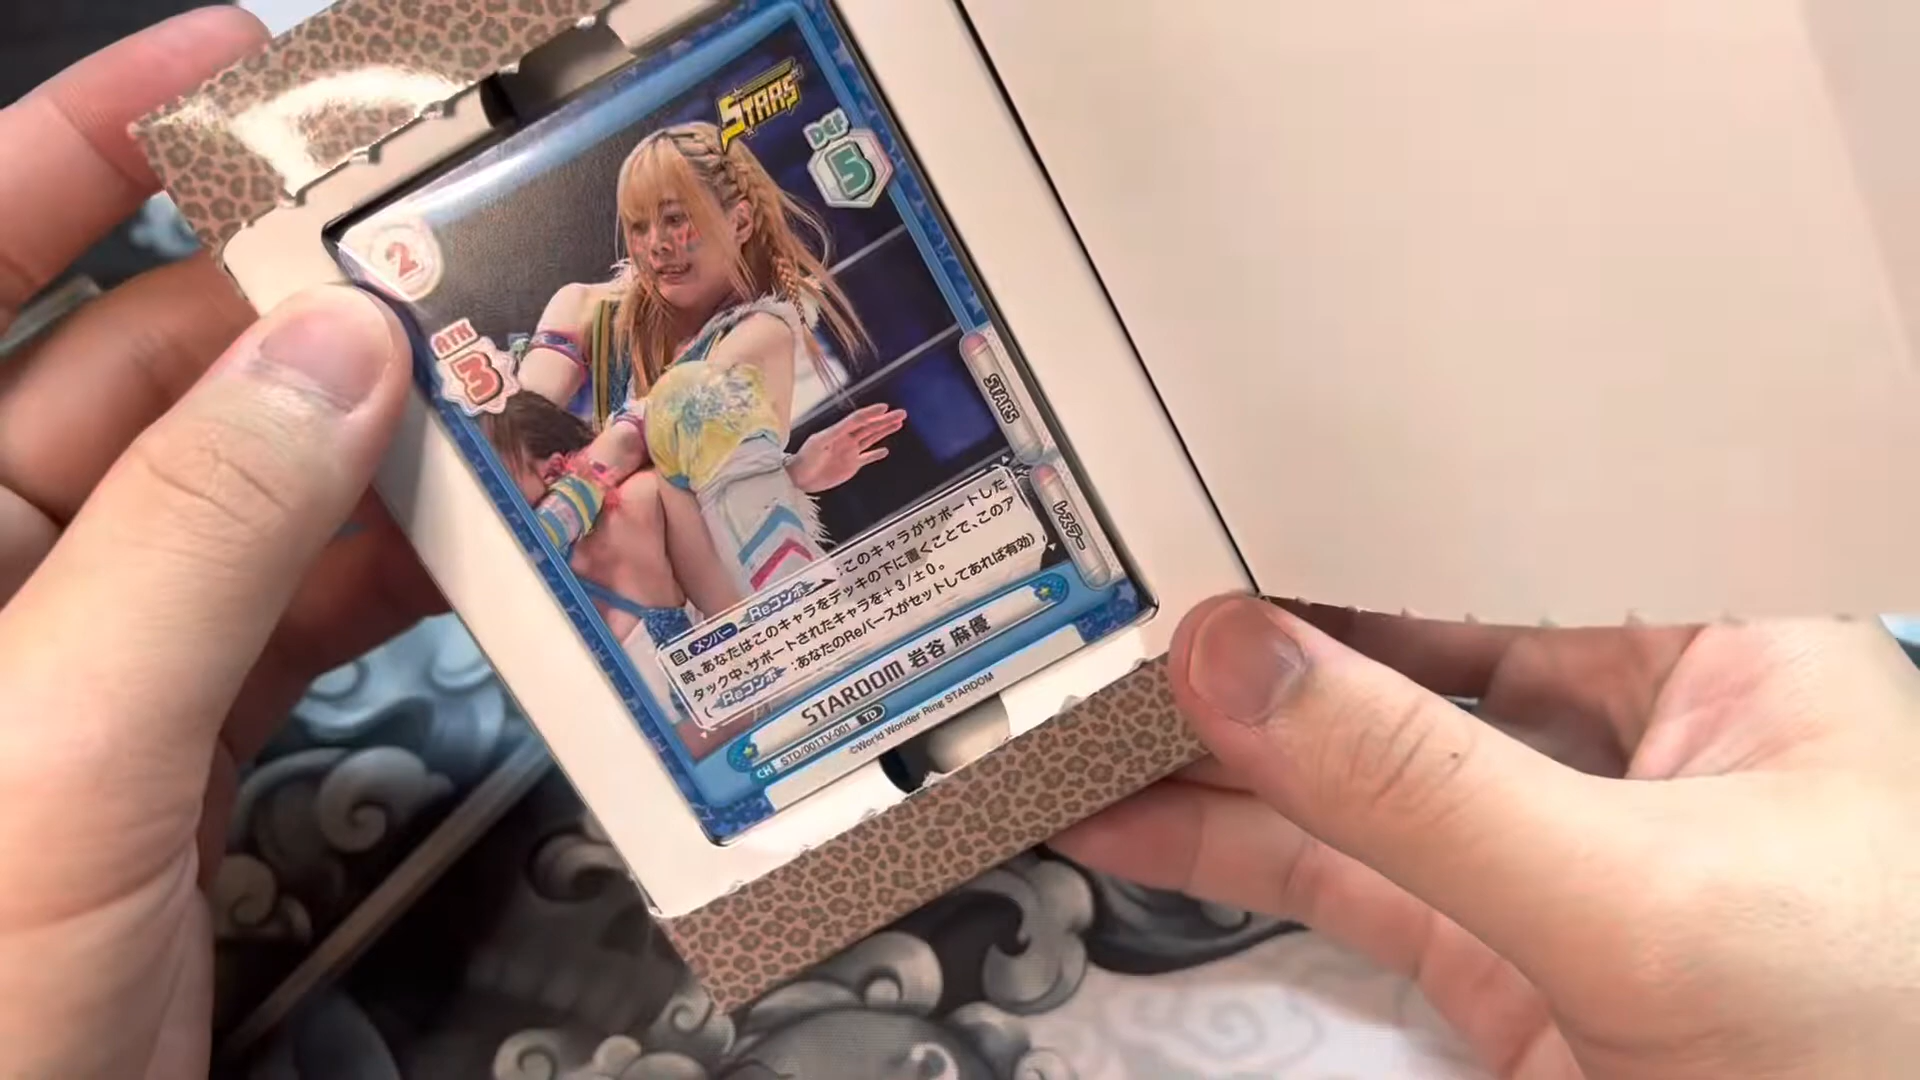 STARS
DEF
5
2
ATK
3
STARS
レスラー
メンバー Reコンボ:このキャラがサポートした
時、あなたはこのキャラをデッキの下に置くことで、このア
タック中、サポートされたキャラを+3/±0。
(Reコンボ:あなたのReバースがセットしてあれば有効)
STARDOM 岩谷 麻優
CH STD/001TV-001 TD
©World Wonder Ring STARDOM